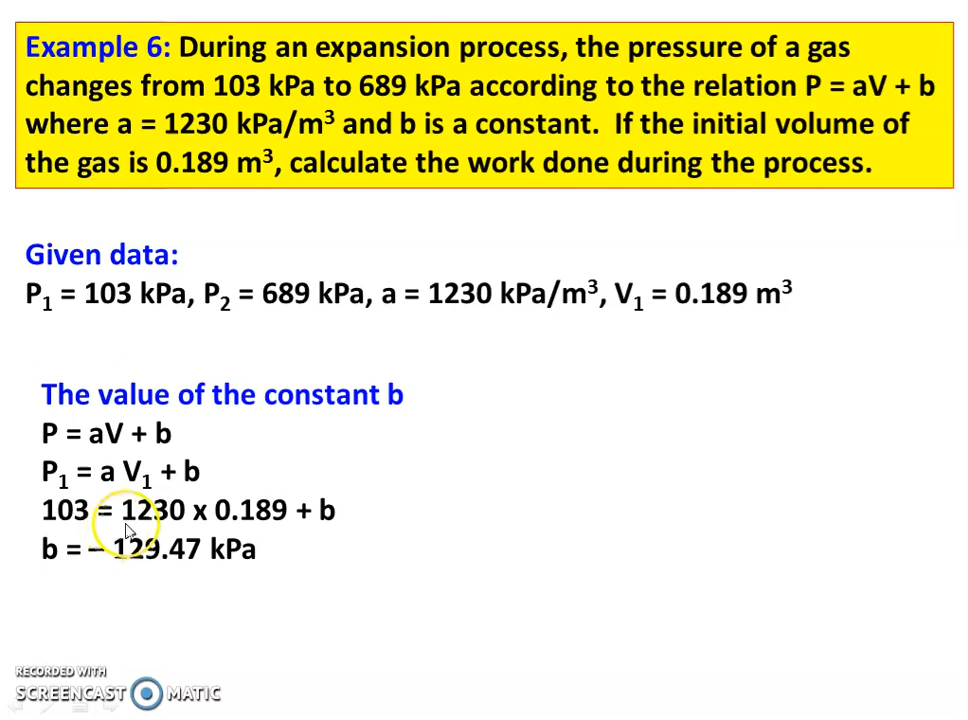 Example 6: During an expansion process, the pressure of a gas
changes from 103 kPa to 689 kPa according to the relation P = aV + b
where a = 1230 kPa/m³ and b is a constant. If the initial volume of
the gas is 0.189 m³, calculate the work done during the process.
Given data:
P₁ = 103 kPa, P₂ = 689 kPa, a = 1230 kPa/m³, V₁ = 0.189 m³
The value of the constant b
P = aV + b
P₁ = a V₁ + b
103 = 1230 x 0.189 + b
b = – 129.47 kPa
RECORDED WITH
SCREENCAST MATIC